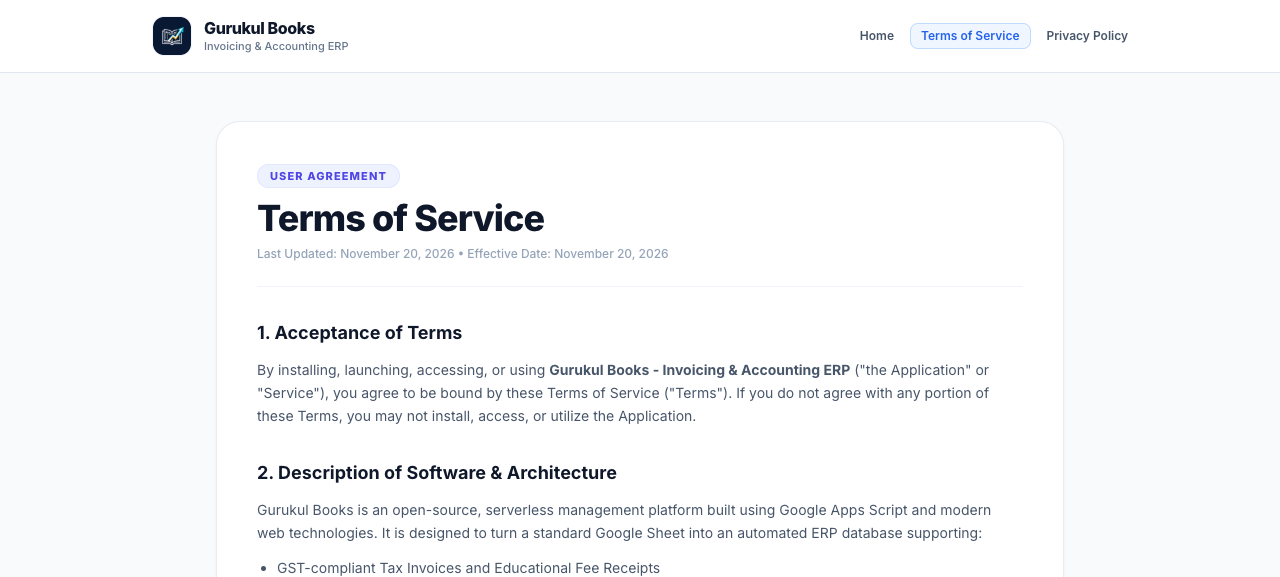 Gurukul Books
Invoicing & Accounting ERP
Home
Terms of Service
Privacy Policy
USER AGREEMENT
Terms of Service
Last Updated: November 20, 2026 • Effective Date: November 20, 2026
1. Acceptance of Terms
By installing, launching, accessing, or using Gurukul Books - Invoicing & Accounting ERP ("the Application" or
"Service"), you agree to be bound by these Terms of Service ("Terms"). If you do not agree with any portion of
these Terms, you may not install, access, or utilize the Application.
2. Description of Software & Architecture
Gurukul Books is an open-source, serverless management platform built using Google Apps Script and modern
web technologies. It is designed to turn a standard Google Sheet into an automated ERP database supporting:
• GST-compliant Tax Invoices and Educational Fee Receipts